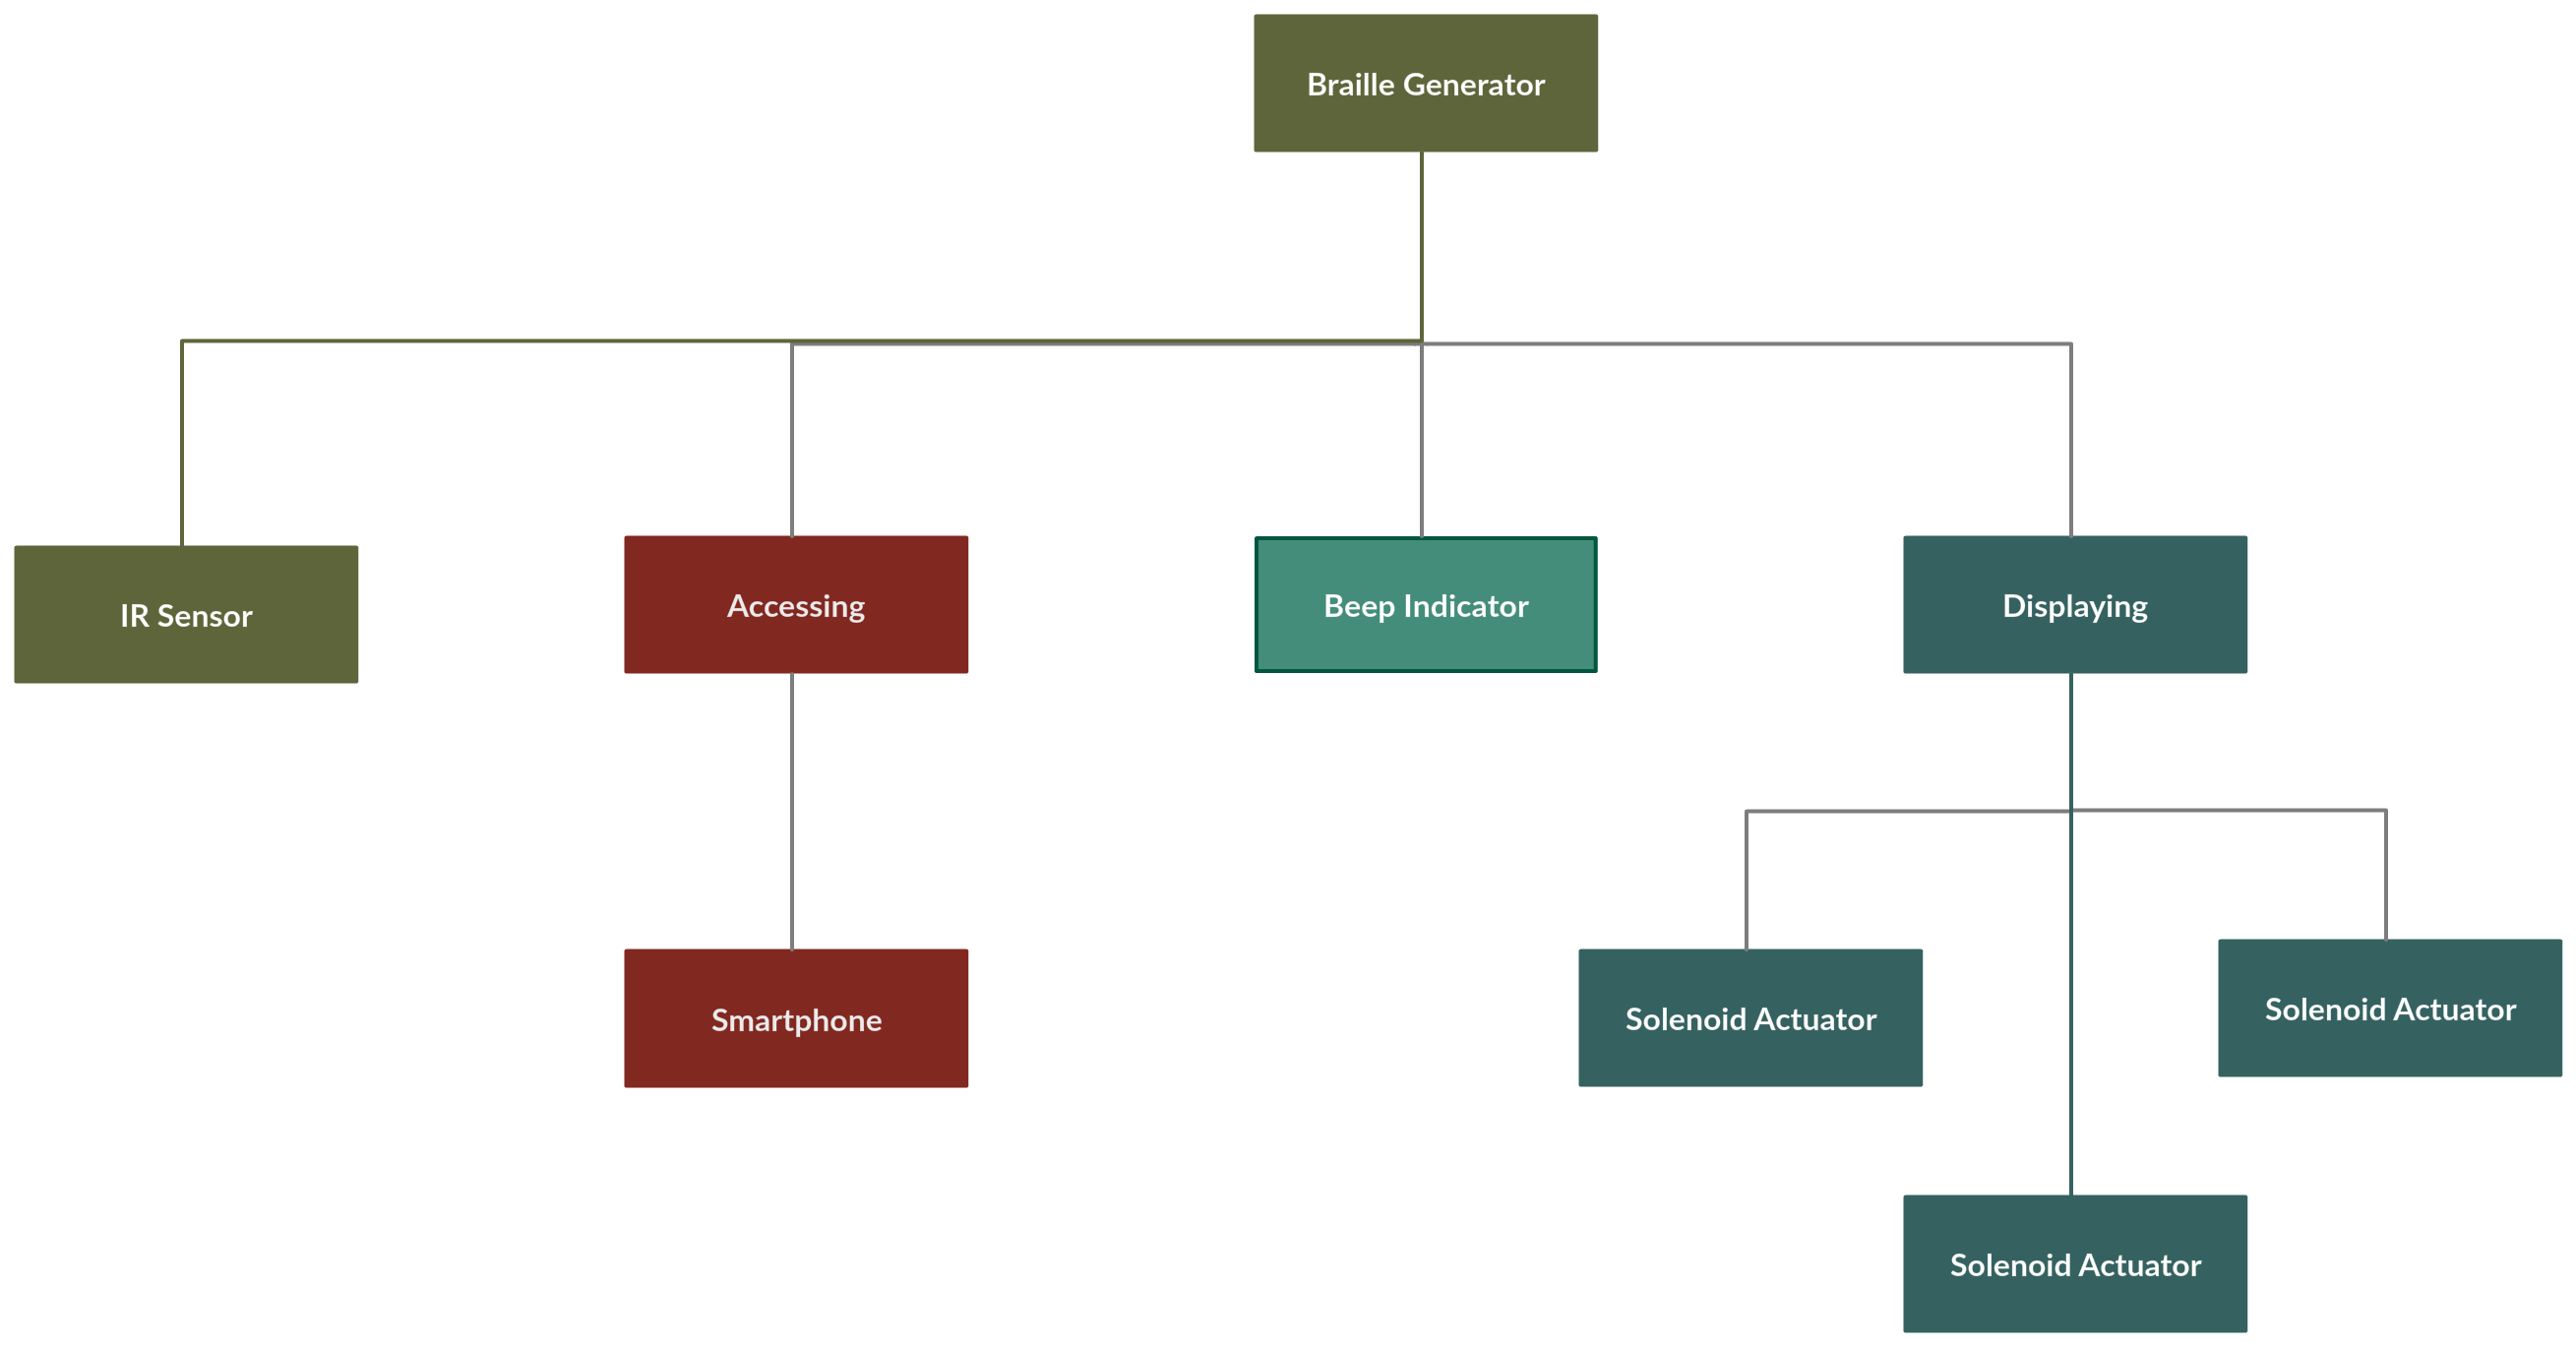 Braille Generator
IR Sensor
Accessing
Beep Indicator
Displaying
Smartphone
Solenoid Actuator
Solenoid Actuator
Solenoid Actuator